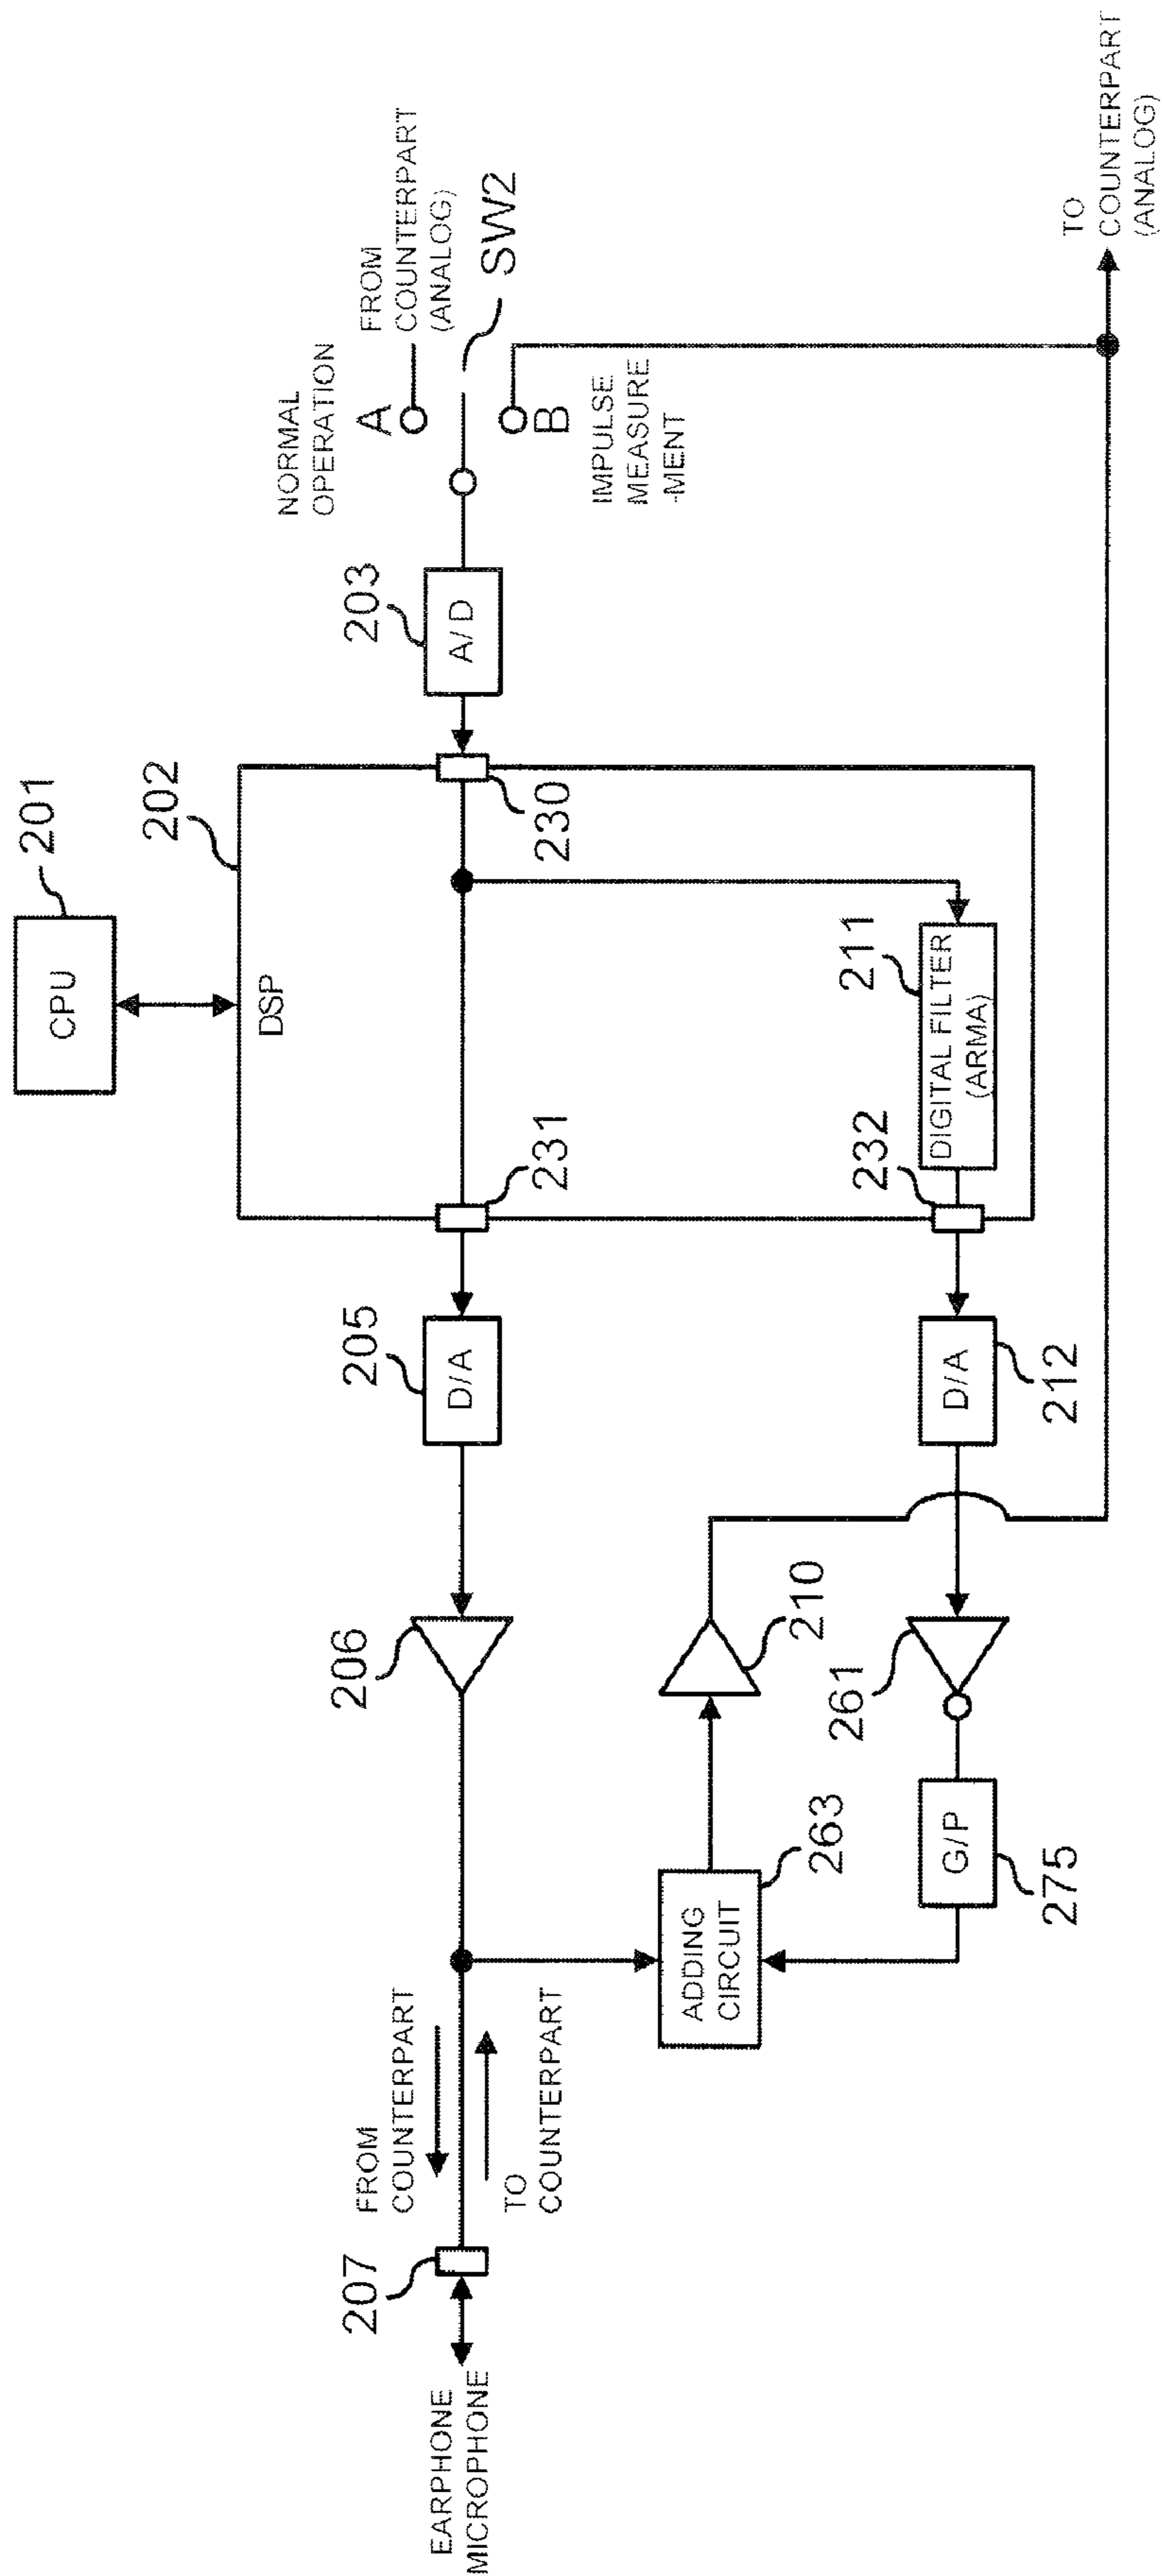 EARPHONE
MICROPHONE
207
FROM
COUNTERPART
TO
COUNTERPART
206
205
D/A
CPU
201
202
DSP
231
230
203
A/D
NORMAL
OPERATION
A
FROM
COUNTERPART
(ANALOG)
SW2
B
IMPULSE
MEASURE
-MENT
ADDING
CIRCUIT
263
210
261
G/P
275
D/A
212
232
211
DIGITAL FILTER
(ARMA)
TO
COUNTERPART
(ANALOG)